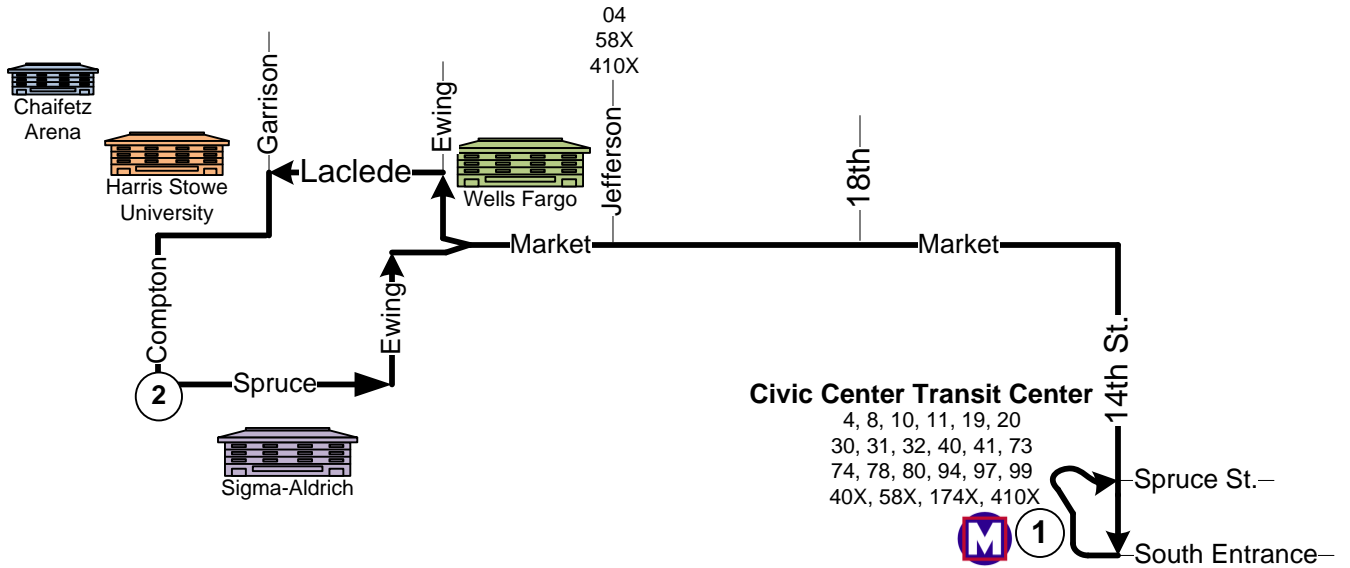 04
58X
410X
Chaifetz
Arena
Garrison
Ewing
Jefferson
18th
Harris Stowe
University
Laclede
Wells Fargo
Market
Market
Compton
Ewing
14th St.
2
Spruce
Sigma-Aldrich
Civic Center Transit Center
4, 8, 10, 11, 19, 20
30, 31, 32, 40, 41, 73
74, 78, 80, 94, 97, 99
40X, 58X, 174X, 410X
M
1
Spruce St.
South Entrance